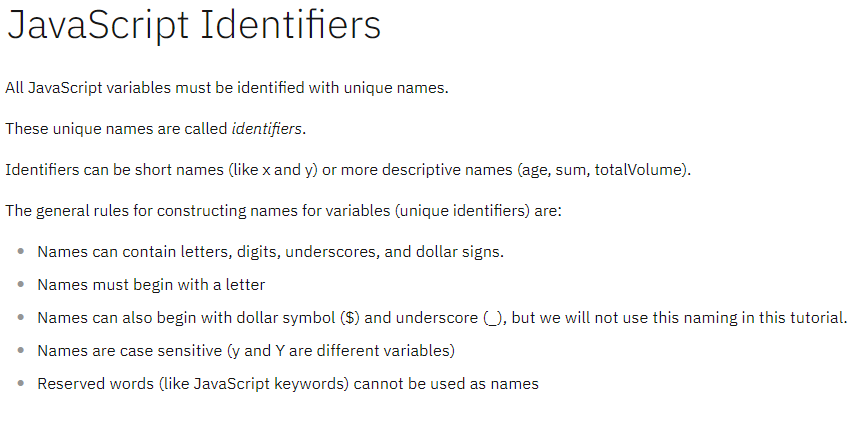 JavaScript Identifiers
All JavaScript variables must be identified with unique names.
These unique names are called identifiers.
Identifiers can be short names (like x and y) or more descriptive names (age, sum, totalVolume).
The general rules for constructing names for variables (unique identifiers) are:
• Names can contain letters, digits, underscores, and dollar signs.
• Names must begin with a letter
• Names can also begin with dollar symbol ($) and underscore (_), but we will not use this naming in this tutorial.
• Names are case sensitive (y and Y are different variables)
• Reserved words (like JavaScript keywords) cannot be used as names